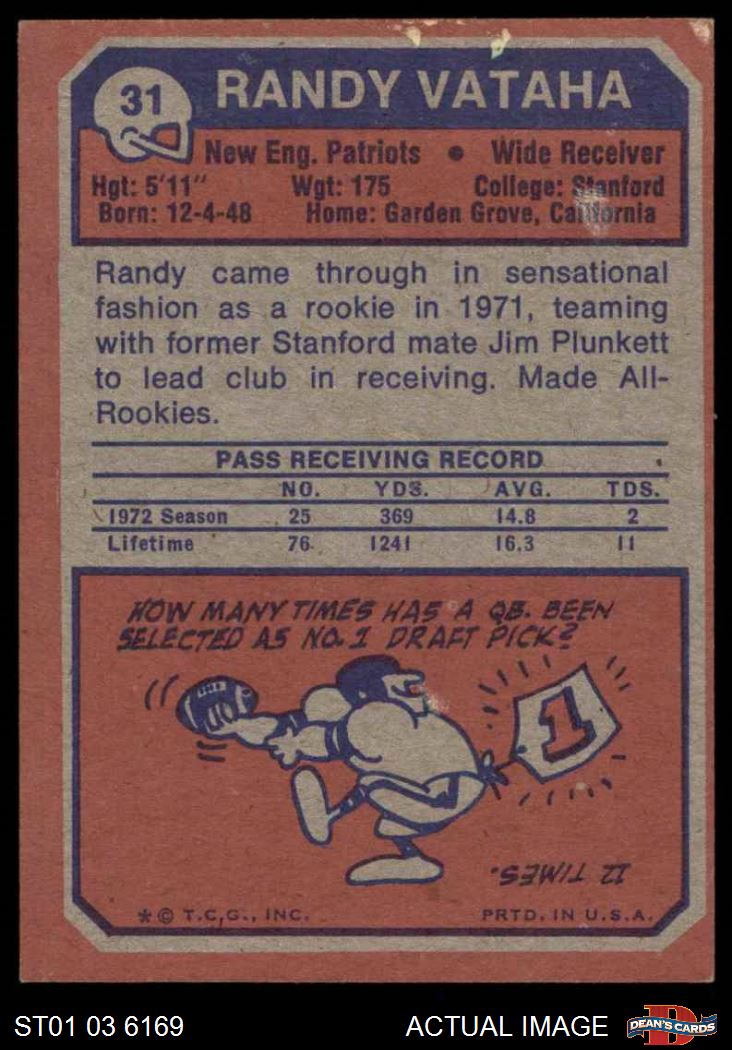 31
RANDY VATAHA
New Eng. Patriots • Wide Receiver
Hgt: 5'11" Wgt: 175 College: Stanford
Born: 12-4-48 Home: Garden Grove, California
Randy came through in sensational
fashion as a rookie in 1971, teaming
with former Stanford mate Jim Plunkett
to lead club in receiving. Made All-
Rookies.
PASS RECEIVING RECORD
NO. YDS. AVG. TDS.
1972 Season 25 369 14.8 2
Lifetime 76 1241 16.3 11
HOW MANY TIMES HAS A QB. BEEN
SELECTED AS NO. 1 DRAFT PICK?
1
12 TIMES.
* © T.C.G., INC. PRTD. IN U.S.A.
ST01 03 6169 ACTUAL IMAGE
D
DEAN'S CARDS